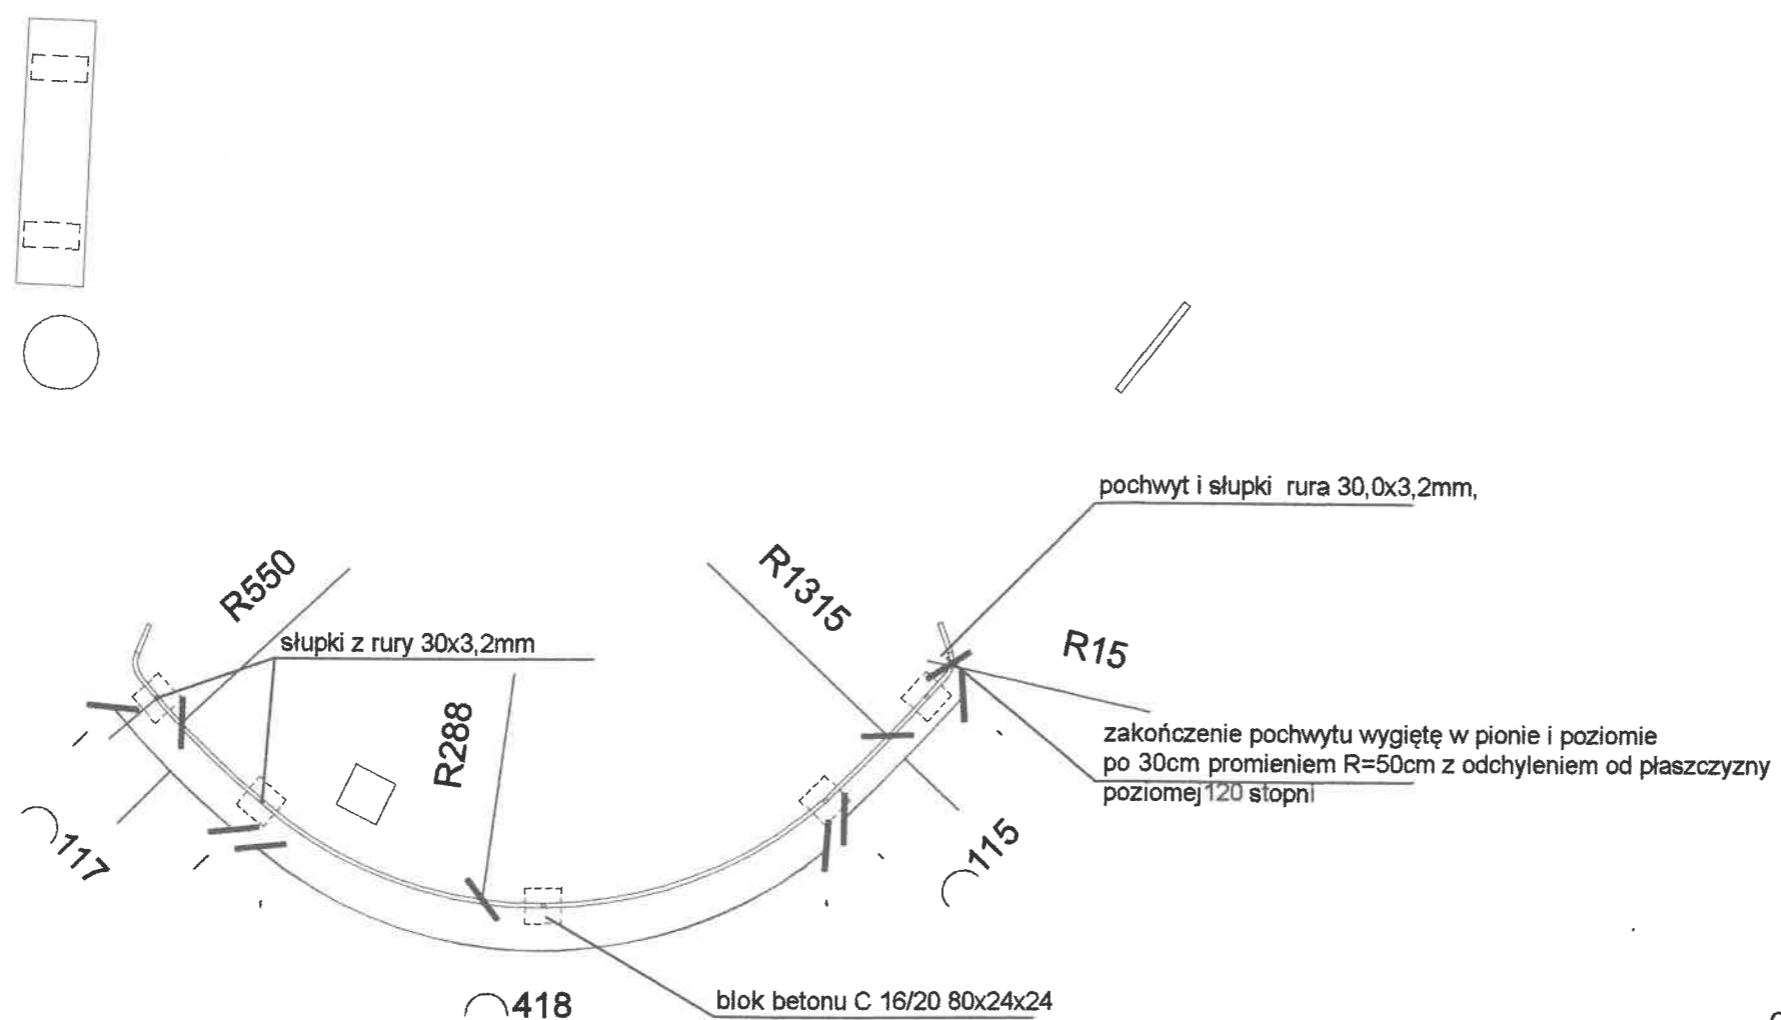 pochwyt i słupki rura 30,0x3,2mm,
R550
R1315
słupki z rury 30x3,2mm
R15
R288
zakończenie pochwytu wygiętę w pionie i poziomie
po 30cm promieniem R=50cm z odchyleniem od płaszczyzny
poziomej 120 stopni
117
115
418
blok betonu C 16/20 80x24x24